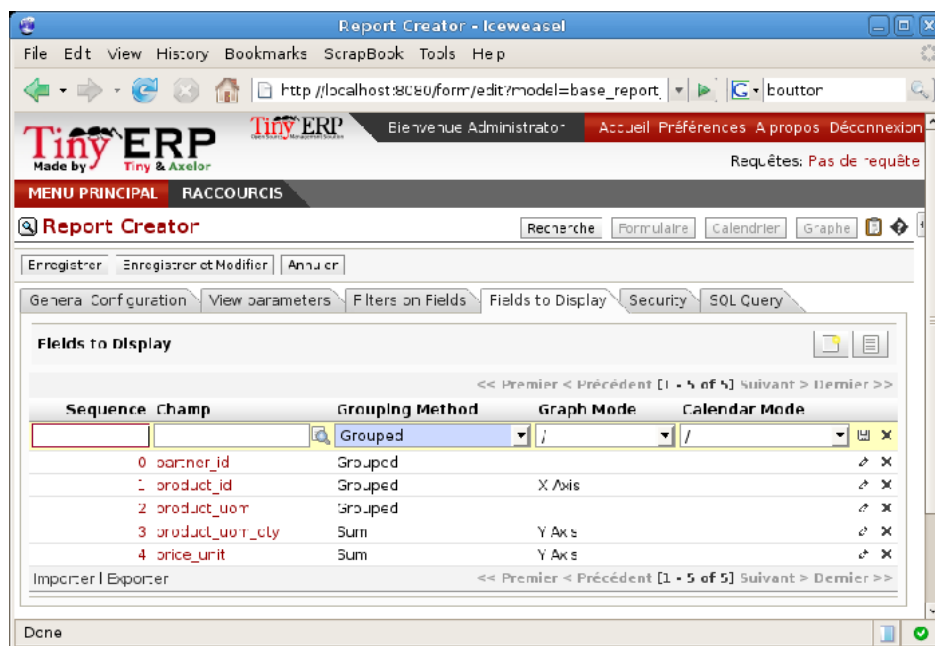 Report Creator - Iceweasel
File Edit View History Bookmarks ScrapBook Tools Help
http://localhost:8080/form/edit?model=base_report_ G boutton
Tiny ERP Made by Tiny & Axelor
Tiny ERP Bienvenue Administrator Accueil Préférences A propos Déconnexion
Requêtes: Pas de requête
MENU PRINCIPAL RACCOURCIS
Report Creator Recherche Formulaire Calendrier Graphe
Enregistrer Enregistrer et Modifier Annuler
General Configuration View parameters Filters on Fields Fields to Display Security SQL Query
Fields to Display
<< Premier < Précédent [1 - 5 of 5] Suivant > Dernier >>
Sequence Champ Grouping Method Graph Mode Calendar Mode
Grouped / /
0 partner_id Grouped
1 product_id Grouped X Axis
2 product_uom Grouped
3 product_uom_qty Sum Y Axis
4 price_unit Sum Y Axis
Importer | Exporter << Premier < Précédent [1 - 5 of 5] Suivant > Dernier >>
Done